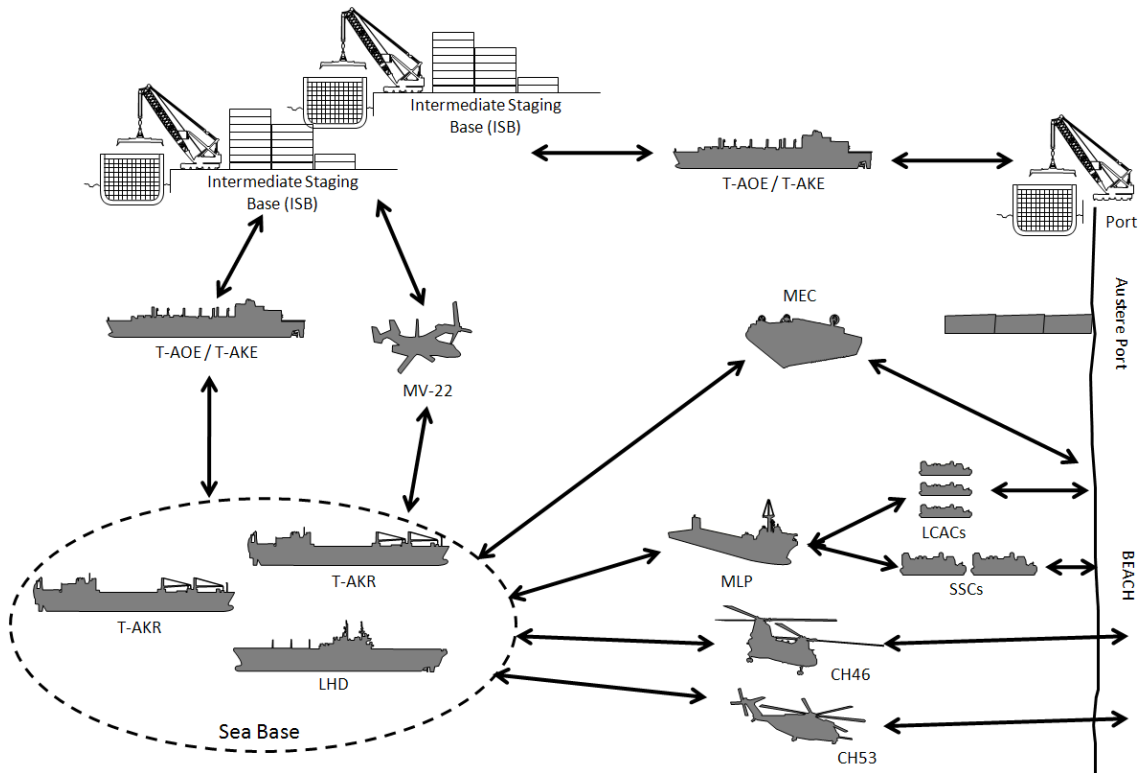 Intermediate Staging
Base (ISB)
Intermediate Staging
Base (ISB)
T-AOE / T-AKE
Port
Austere Port
MEC
T-AOE / T-AKE
MV-22
LCACs
T-AKR
MLP
SSCs
BEACH
T-AKR
LHD
CH46
Sea Base
CH53